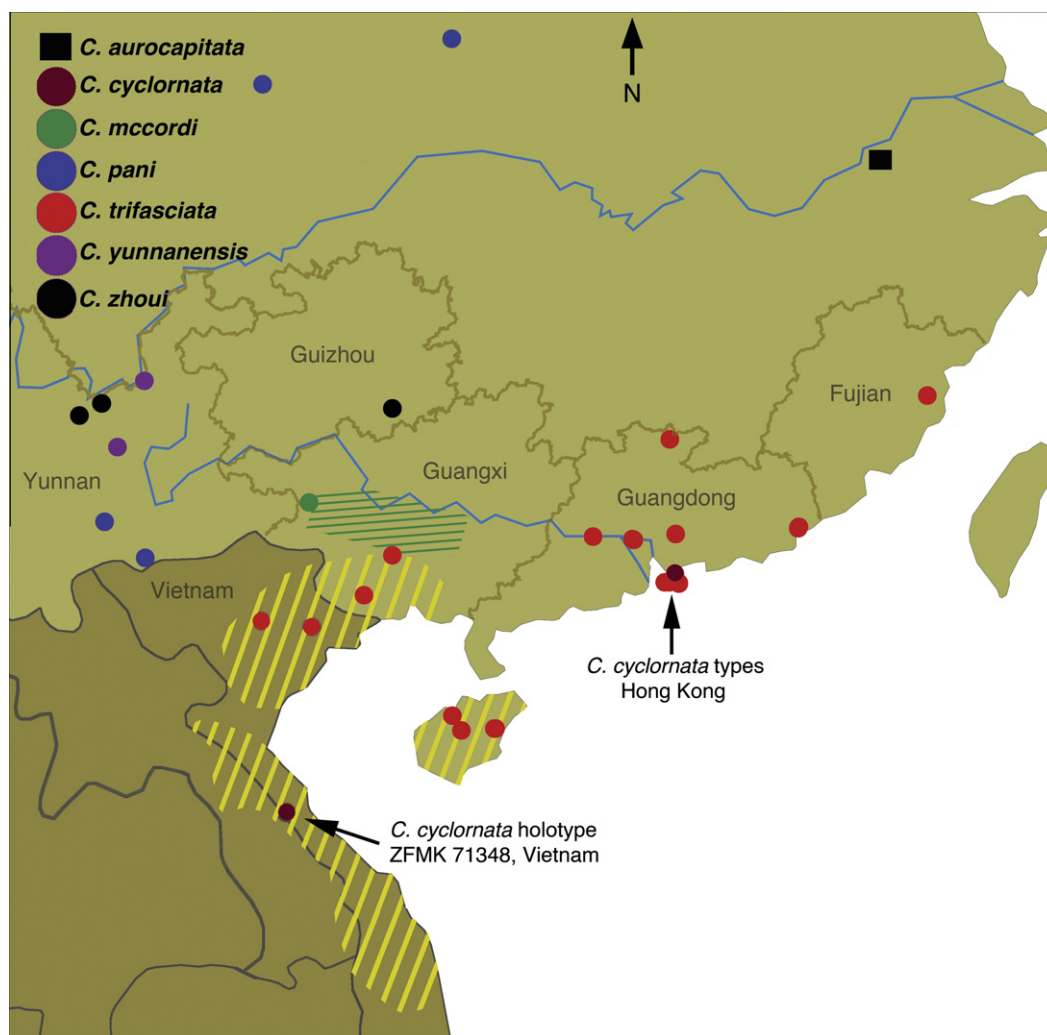 C. aurocapitata
C. cyclornata
C. mccordi
C. pani
C. trifasciata
C. yunnanensis
C. zhoui
N
Guizhou
Fujian
Yunnan
Guangxi
Guangdong
Vietnam
C. cyclornata types
Hong Kong
C. cyclornata holotype
ZFMK 71348, Vietnam